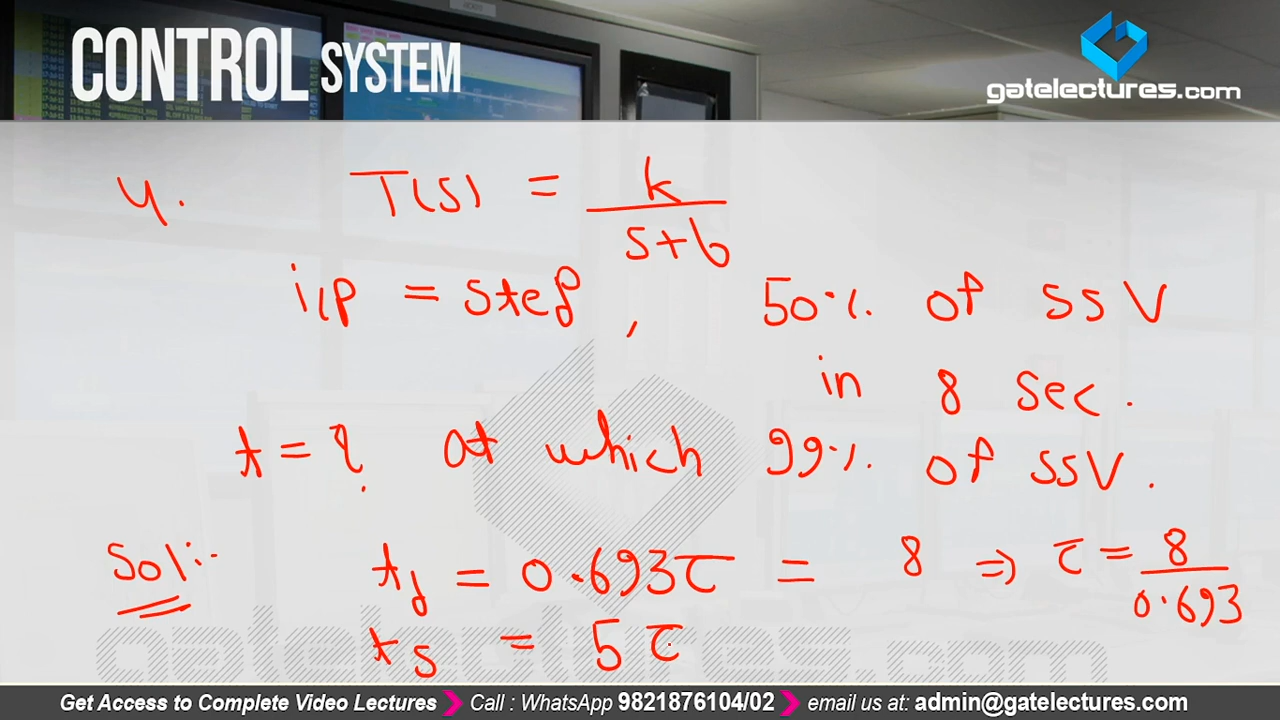 CONTROL SYSTEM
gatelectures.com
4. T(s) = k / s+b
i/p = step, 50% of SSV
in 8 sec.
t = ? at which 99% of SSV.
Sol:- td = 0.693τ = 8 ⇒ τ = 8 / 0.693
ts = 5τ
gatelectures.com
Get Access to Complete Video Lectures Call : WhatsApp 9821876104/02 email us at: admin@gatelectures.com